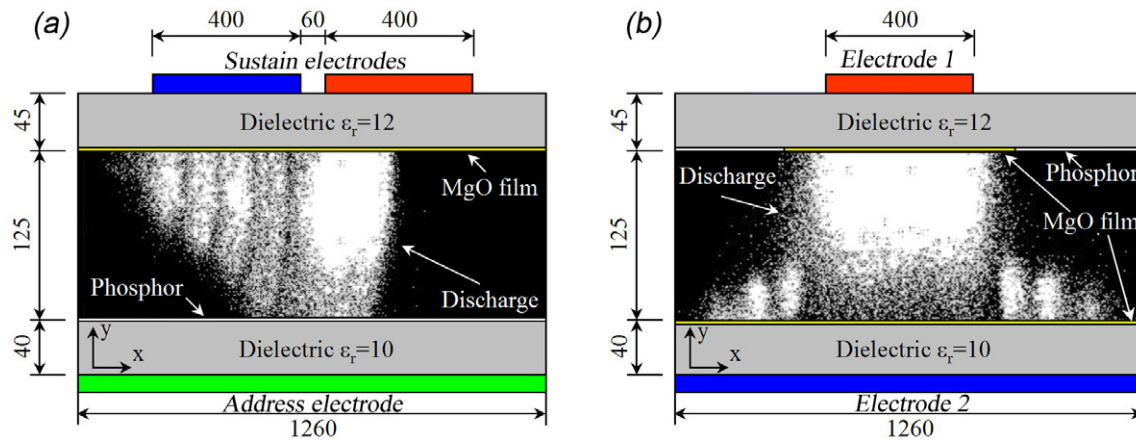 (a)
400
60
400
Sustain electrodes
45
Dielectric εr=12
MgO film
125
Phosphor
Discharge
40
y
x
Dielectric εr=10
Address electrode
1260
(b)
400
Electrode 1
45
Dielectric εr=12
Phosphor
Discharge
MgO film
125
40
y
x
Dielectric εr=10
Electrode 2
1260